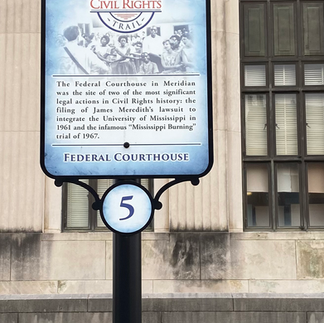 CIVIL RIGHTS
TRAIL
The Federal Courthouse in Meridian
was the site of two of the most significant
legal actions in Civil Rights history: the
filing of James Meredith's lawsuit to
integrate the University of Mississippi in
1961 and the infamous "Mississippi Burning"
trial of 1967.
FEDERAL COURTHOUSE
5